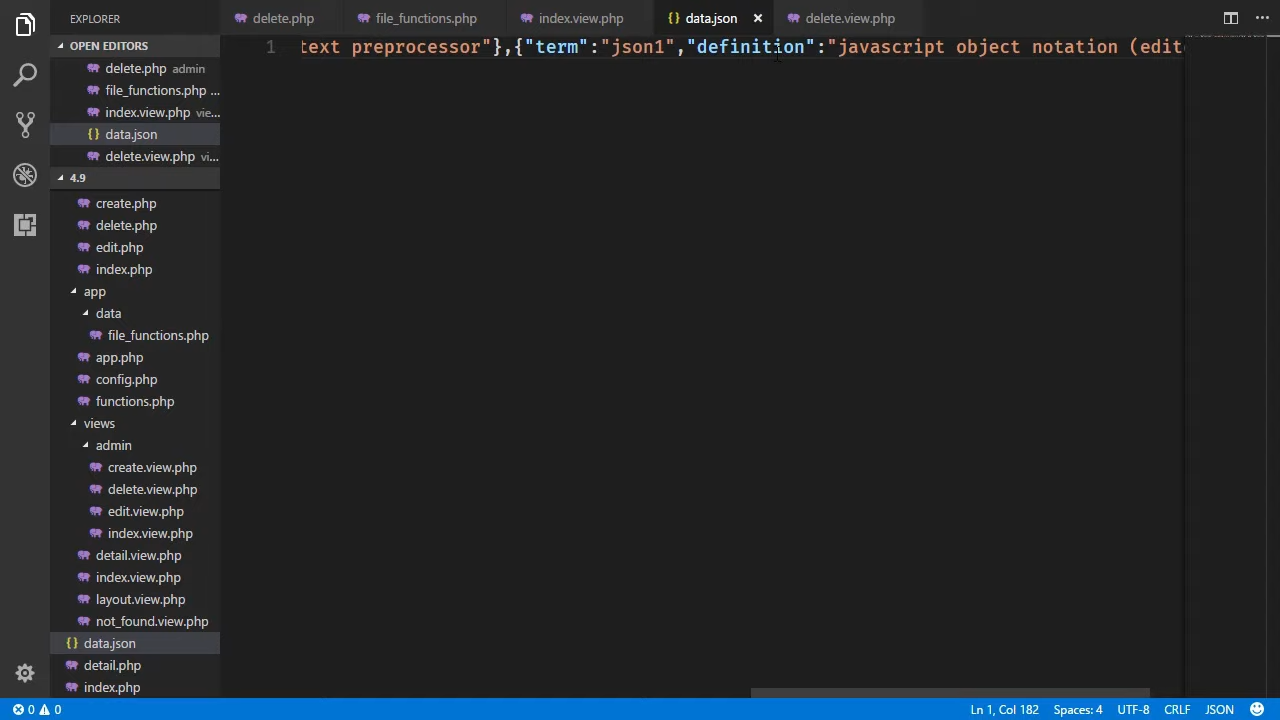 EXPLORER
OPEN EDITORS
delete.php admin
file_functions.php ...
index.view.php vie...
data.json
delete.view.php vi...
4.9
create.php
delete.php
edit.php
index.php
app
data
file_functions.php
app.php
config.php
functions.php
views
admin
create.view.php
delete.view.php
edit.view.php
index.view.php
detail.view.php
index.view.php
layout.view.php
not_found.view.php
data.json
detail.php
index.php
delete.php file_functions.php index.view.php data.json delete.view.php
1 text preprocessor"},{"term":"json1","definition":"javascript object notation (edit
0 0 Ln 1, Col 182 Spaces: 4 UTF-8 CRLF JSON